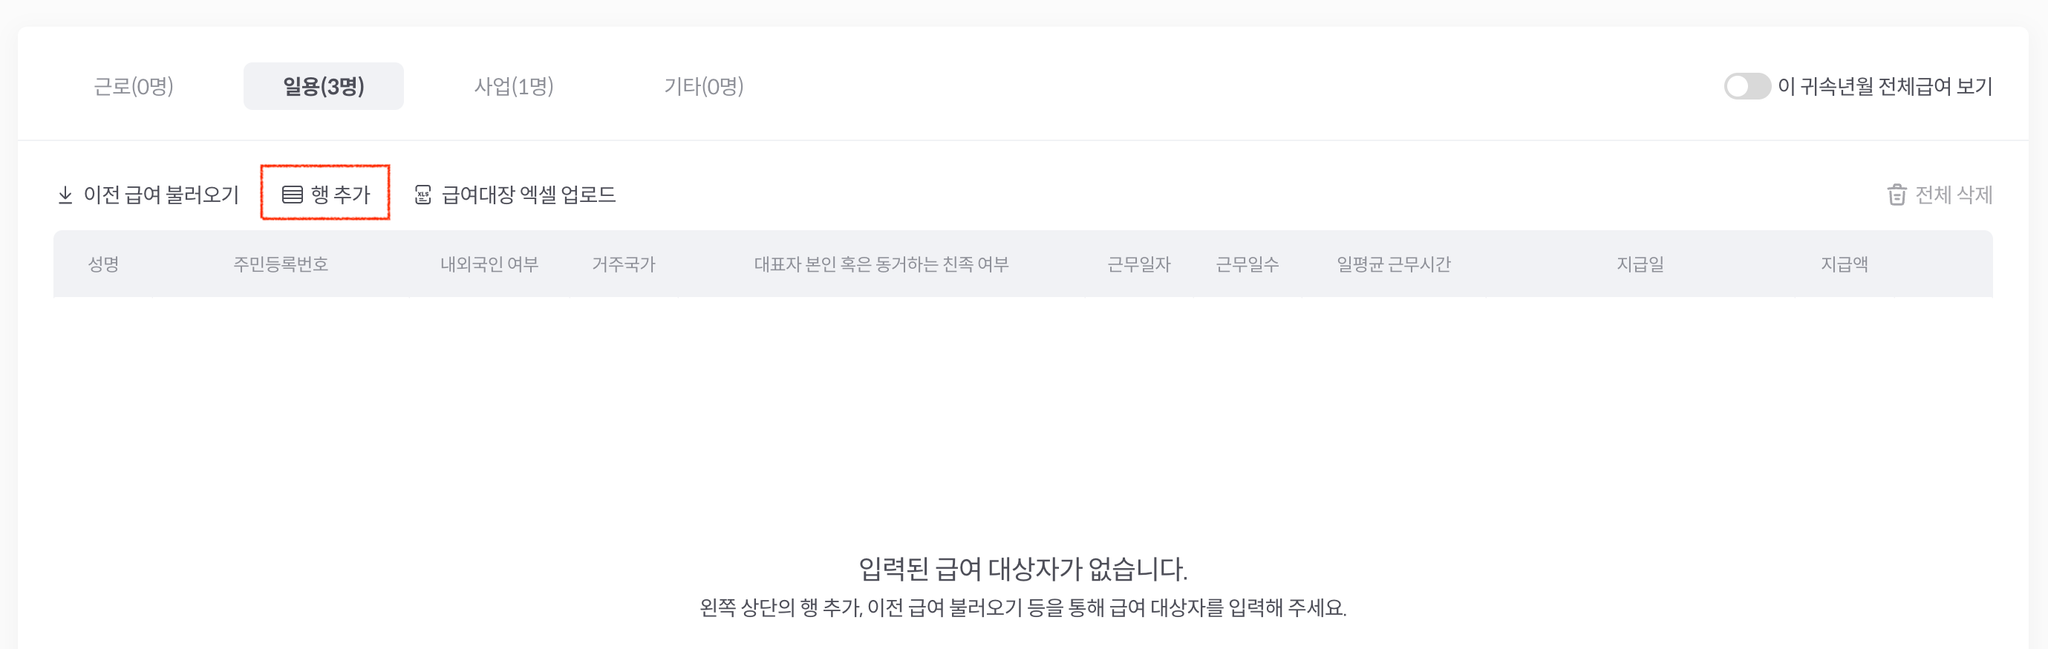 근로(0명) 일용(3명) 사업(1명) 기타(0명) 이 귀속년월 전체급여 보기
이전 급여 불러오기 행 추가 XLS 급여대장 엑셀 업로드 전체 삭제
성명 주민등록번호 내외국인 여부 거주국가 대표자 본인 혹은 동거하는 친족 여부 근무일자 근무일수 일평균 근무시간 지급일 지급액
입력된 급여 대상자가 없습니다.
왼쪽 상단의 행 추가, 이전 급여 불러오기 등을 통해 급여 대상자를 입력해 주세요.